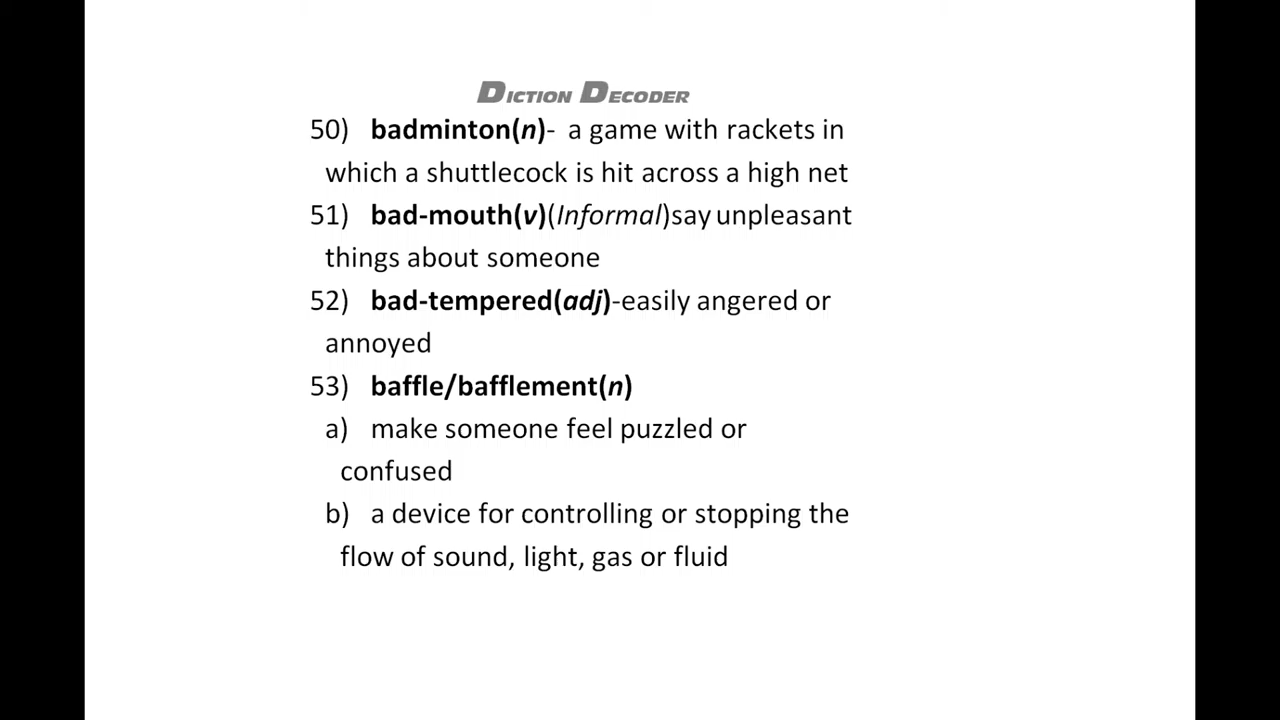 DICTION DECODER
50) badminton(n)- a game with rackets in
which a shuttlecock is hit across a high net
51) bad-mouth(v)(Informal)say unpleasant
things about someone
52) bad-tempered(adj)-easily angered or
annoyed
53) baffle/bafflement(n)
a) make someone feel puzzled or
confused
b) a device for controlling or stopping the
flow of sound, light, gas or fluid